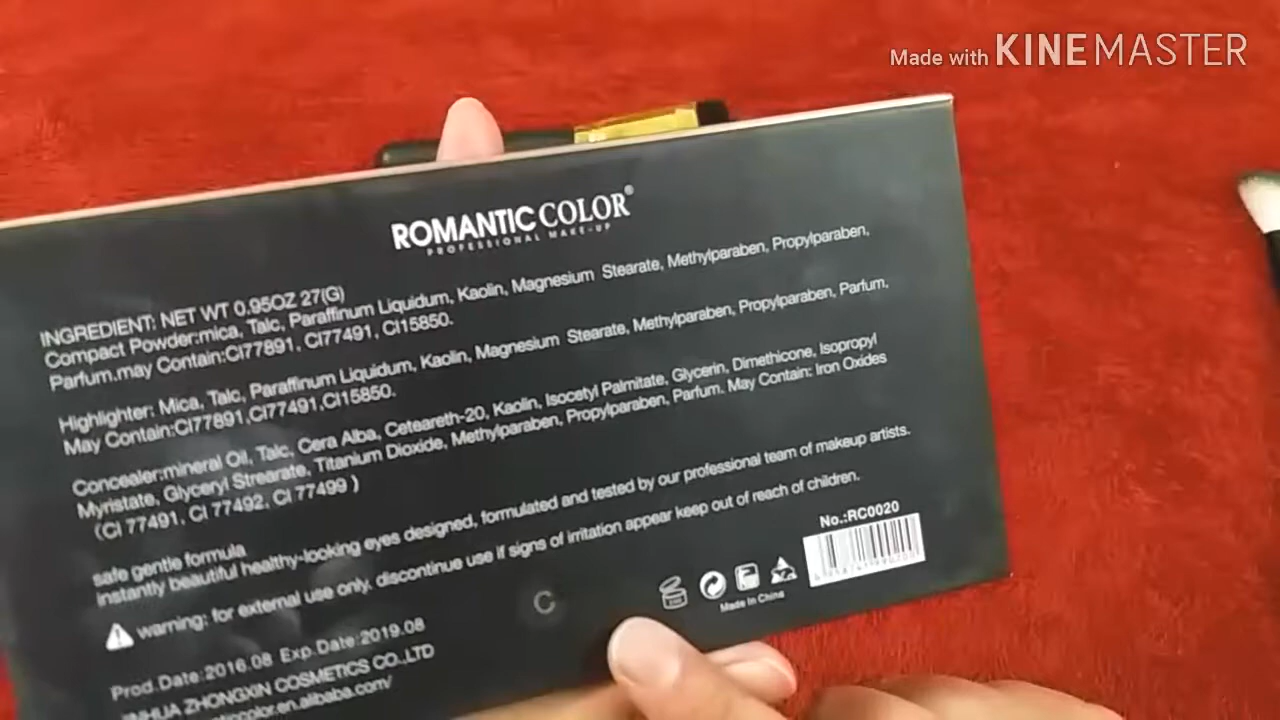 Made with KINEMASTER
ROMANTIC COLOR®
PROFESSIONAL MAKE-UP
INGREDIENT: NET WT 0.95OZ 27(G)
Compact Powder:mica, Talc, Paraffinum Liquidum, Kaolin, Magnesium Stearate, Methylparaben, Propylparaben,
Parfum.may Contain:CI77891, CI77491, CI15850.
Highlighter: Mica, Talc, Paraffinum Liquidum, Kaolin, Magnesium Stearate, Methylparaben, Propylparaben, Parfum,
May Contain:CI77891,CI77491,CI15850.
Concealer:mineral Oil, Talc, Cera Alba, Ceteareth-20, Kaolin, Isocetyl Palmitate, Glycerin, Dimethicone, Isopropyl
Myristate, Glyceryl Strearate, Titanium Dioxide, Methylparaben, Propylparaben, Parfum. May Contain: Iron Oxides
(CI 77491, CI 77492, CI 77499 )
safe gentle formula
instantly beautiful healthy-looking eyes designed, formulated and tested by our professional team of makeup artists.
warning: for external use only. discontinue use if signs of irritation appear keep out of reach of children.
No.:RC0020
Made in China
C
Prod.Date:2016.08 Exp.Date:2019.08
ZHONGXIN COSMETICS CO.,LTD